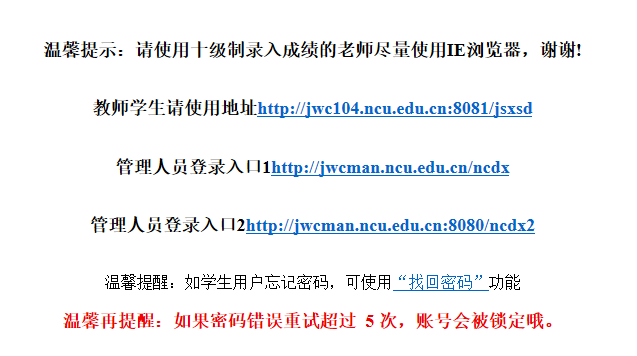 温馨提示：请使用十级制录入成绩的老师尽量使用IE浏览器，谢谢!
教师学生请使用地址http://jwc104.ncu.edu.cn:8081/jsxsd
管理人员登录入口1http://jwcman.ncu.edu.cn/ncdx
管理人员登录入口2http://jwcman.ncu.edu.cn:8080/ncdx2
温馨提醒：如学生用户忘记密码，可使用“找回密码”功能
温馨再提醒：如果密码错误重试超过 5 次，账号会被锁定哦。